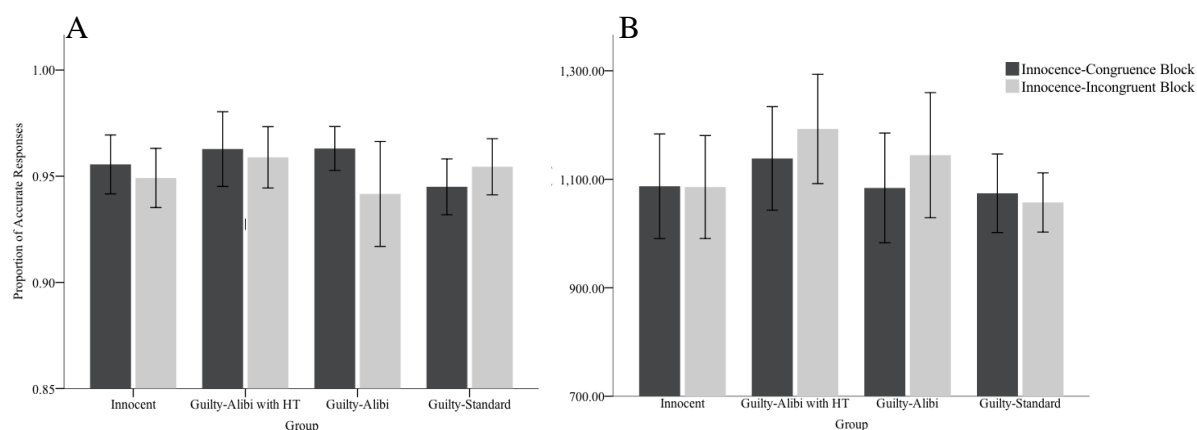 A
Proportion of Accurate Responses
1.00
0.95
0.90
0.85
Innocent
Guilty-Alibi with HT
Guilty-Alibi
Guilty-Standard
Group
B
1,300.00
1,100.00
900.00
700.00
Innocent
Guilty-Alibi with HT
Guilty-Alibi
Guilty-Standard
Group
Innocence-Congruence Block
Innocence-Incongruent Block